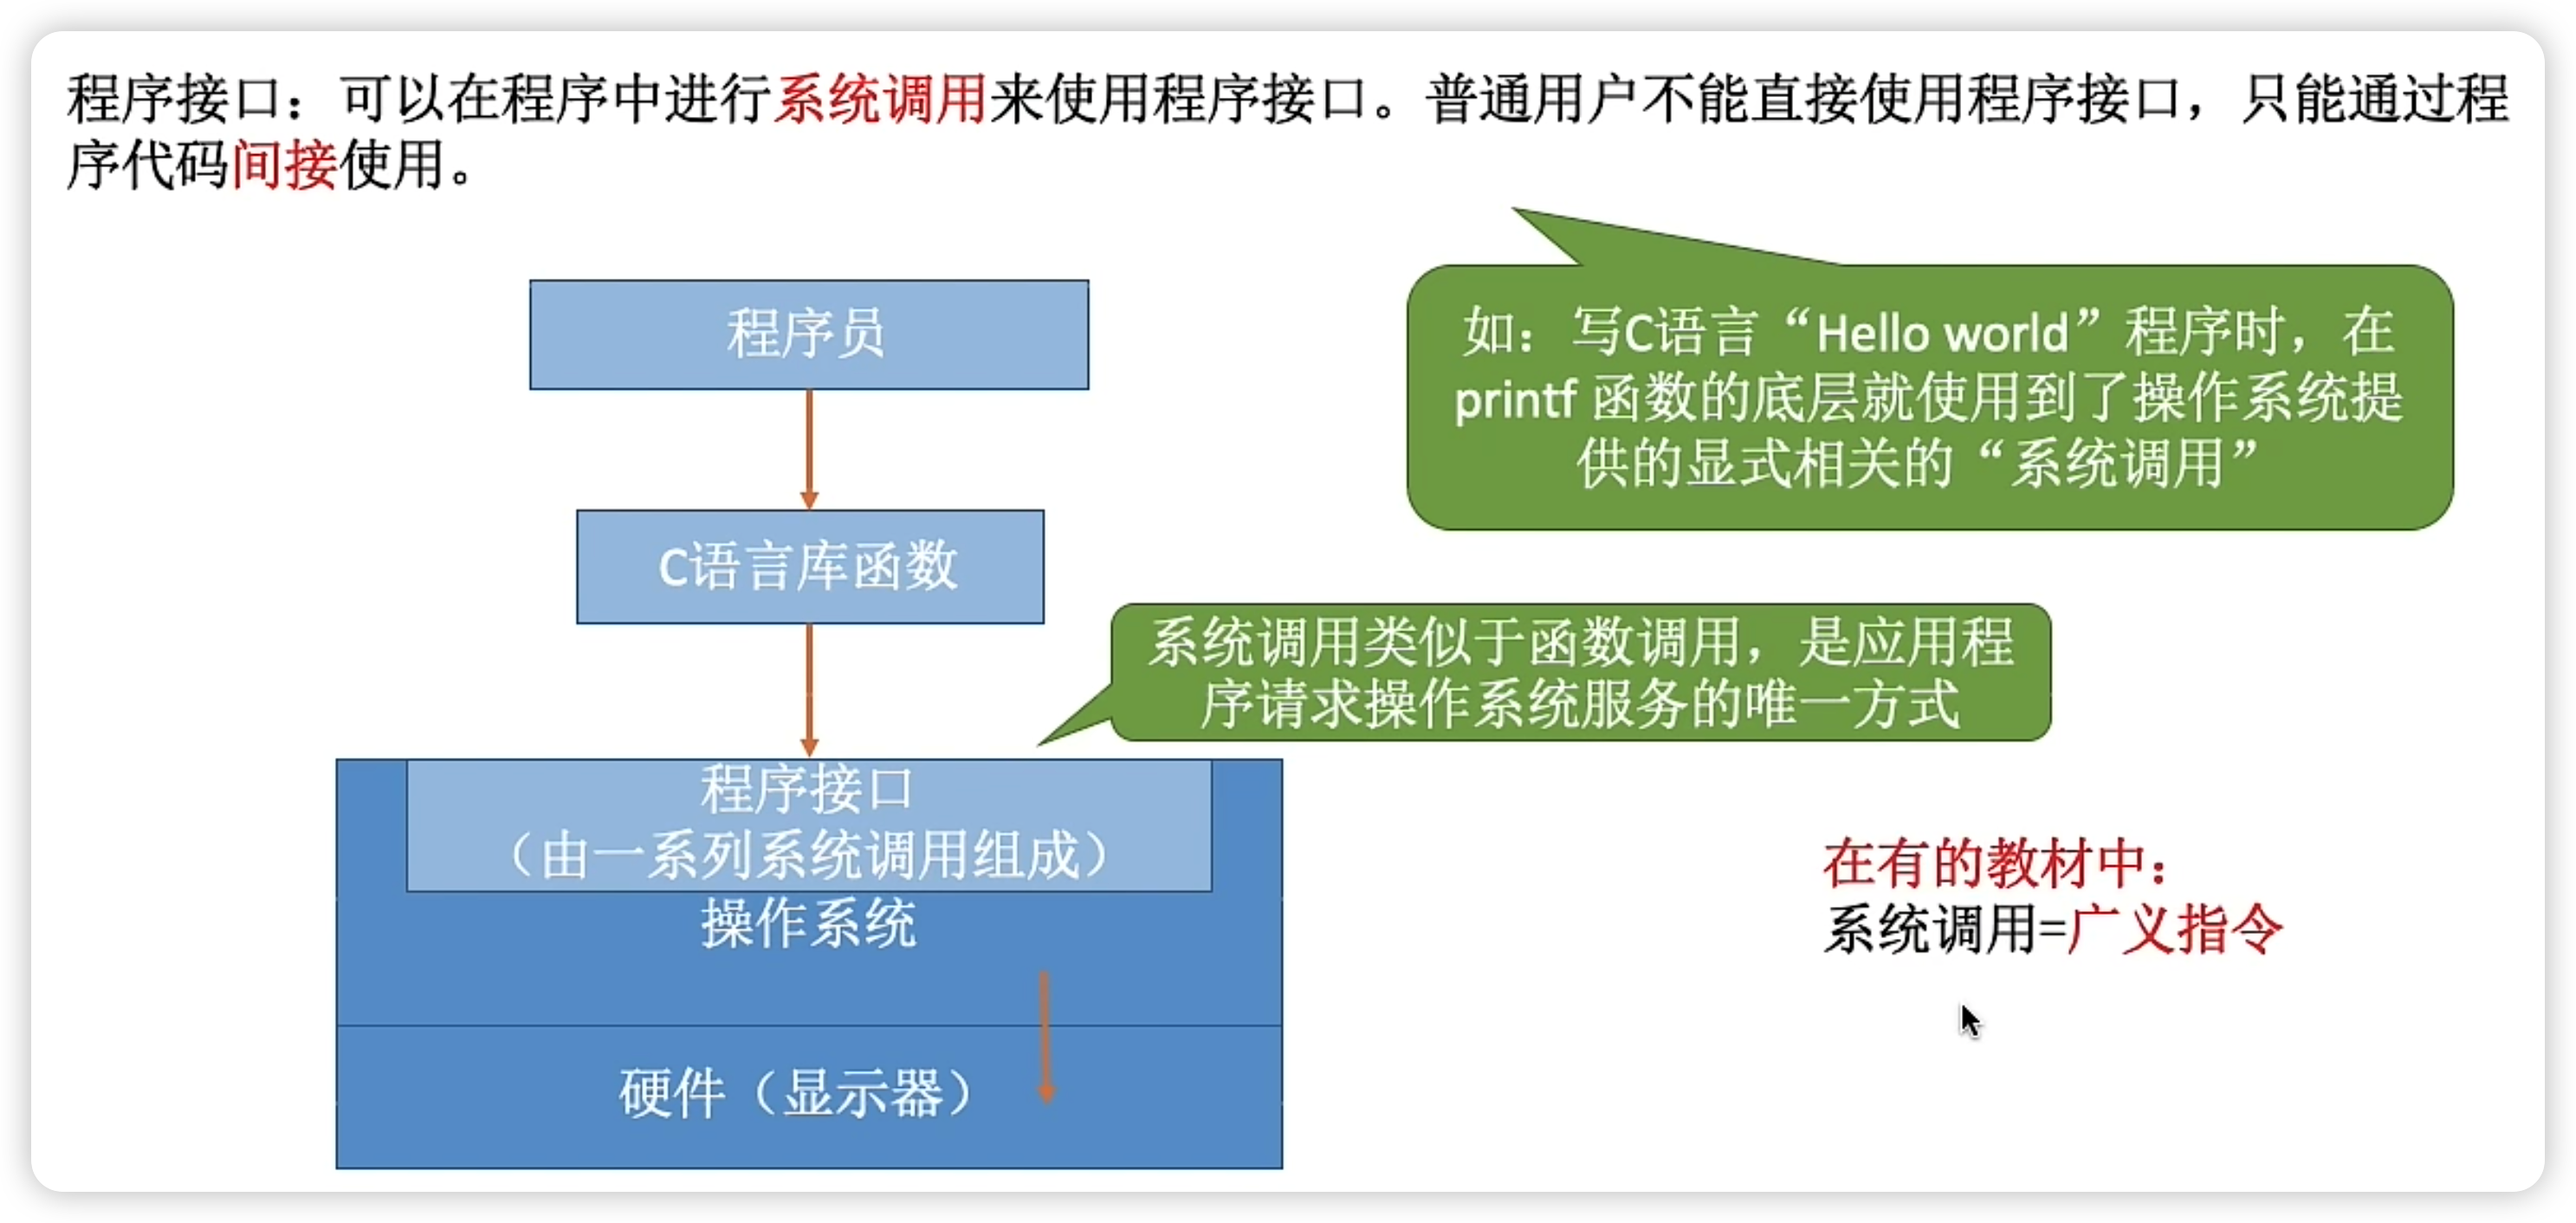 程序接口：可以在程序中进行系统调用来使用程序接口。普通用户不能直接使用程序接口，只能通过程
序代码间接使用。
程序员
如：写C语言“Hello world”程序时，在
printf 函数的底层就使用到了操作系统提
供的显式相关的“系统调用”
C语言库函数
系统调用类似于函数调用，是应用程
序请求操作系统服务的唯一方式
程序接口
（由一系列系统调用组成）
操作系统
在有的教材中：
系统调用=广义指令
硬件（显示器）